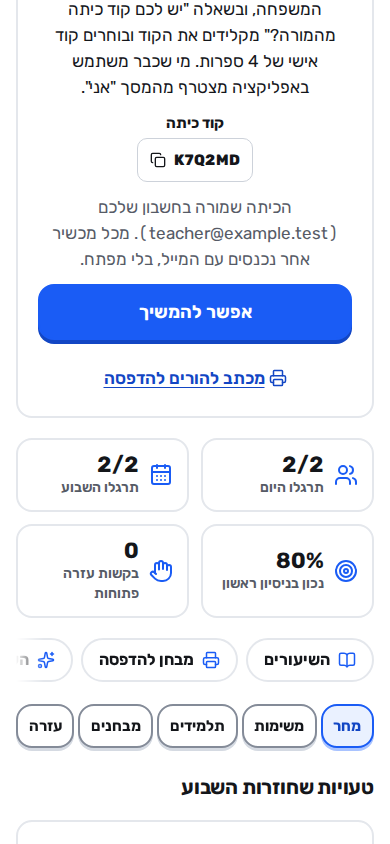 המשפחה, ובשאלה "יש לכם קוד כיתה
מהמורה?" מקלידים את הקוד ובוחרים קוד
אישי של 4 ספרות. מי שכבר משתמש
באפליקציה מצטרף מהמסך "אני".
קוד כיתה
K7Q2MD
הכיתה שמורה בחשבון שלכם
(teacher@example.test). מכל מכשיר
אחר נכנסים עם המייל, בלי מפתח.
אפשר להמשיך
מכתב להורים להדפסה
2/2
תרגלו היום
2/2
תרגלו השבוע
80%
נכון בניסיון ראשון
0
בקשות עזרה
פתוחות
השיעורים
מבחן להדפסה
מחר
משימות
תלמידים
מבחנים
עזרה
טעויות שחוזרות השבוע